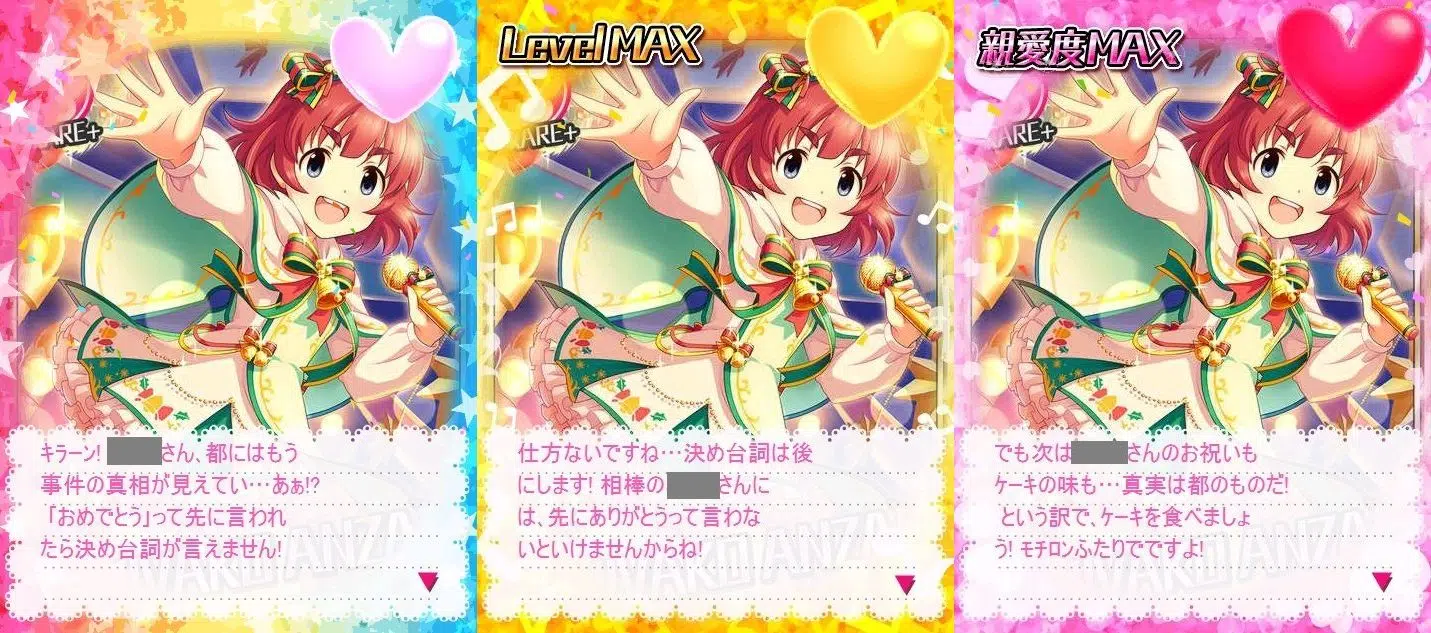 ARE+
キラーン! さん、都にはもう
事件の真相が見えてい…あぁ!?
「おめでとう」って先に言われ
たら決め台詞が言えません!
Level MAX
ARE+
仕方ないですね…決め台詞は後
にします! 相棒の さんに
は、先にありがとうって言わな
いといけませんからね!
親愛度MAX
ARE+
でも次は さんのお祝いも
ケーキの味も…真実は都のものだ!
という訳で、ケーキを食べましょ
う! モチロンふたりでですよ!